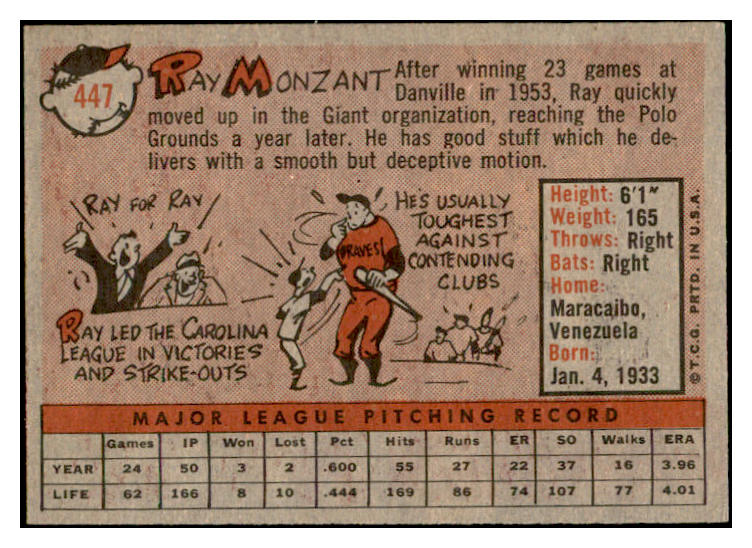 447
RAY MONZANT
After winning 23 games at
Danville in 1953, Ray quickly
moved up in the Giant organization, reaching the Polo
Grounds a year later. He has good stuff which he de-
livers with a smooth but deceptive motion.
RAY FOR RAY
RAY LED THE CAROLINA
LEAGUE IN VICTORIES
AND STRIKE-OUTS
HE'S USUALLY
TOUGHEST
AGAINST
CONTENDING
CLUBS
BRAVES
Height: 6'1"
Weight: 165
Throws: Right
Bats: Right
Home:
Maracaibo,
Venezuela
Born:
Jan. 4, 1933
© T.C.G. PRTD. IN U.S.A.
MAJOR LEAGUE PITCHING RECORD
Games IP Won Lost Pct Hits Runs ER SO Walks ERA
YEAR 24 50 3 2 .600 55 27 22 37 16 3.96
LIFE 62 166 8 10 .444 169 86 74 107 77 4.01